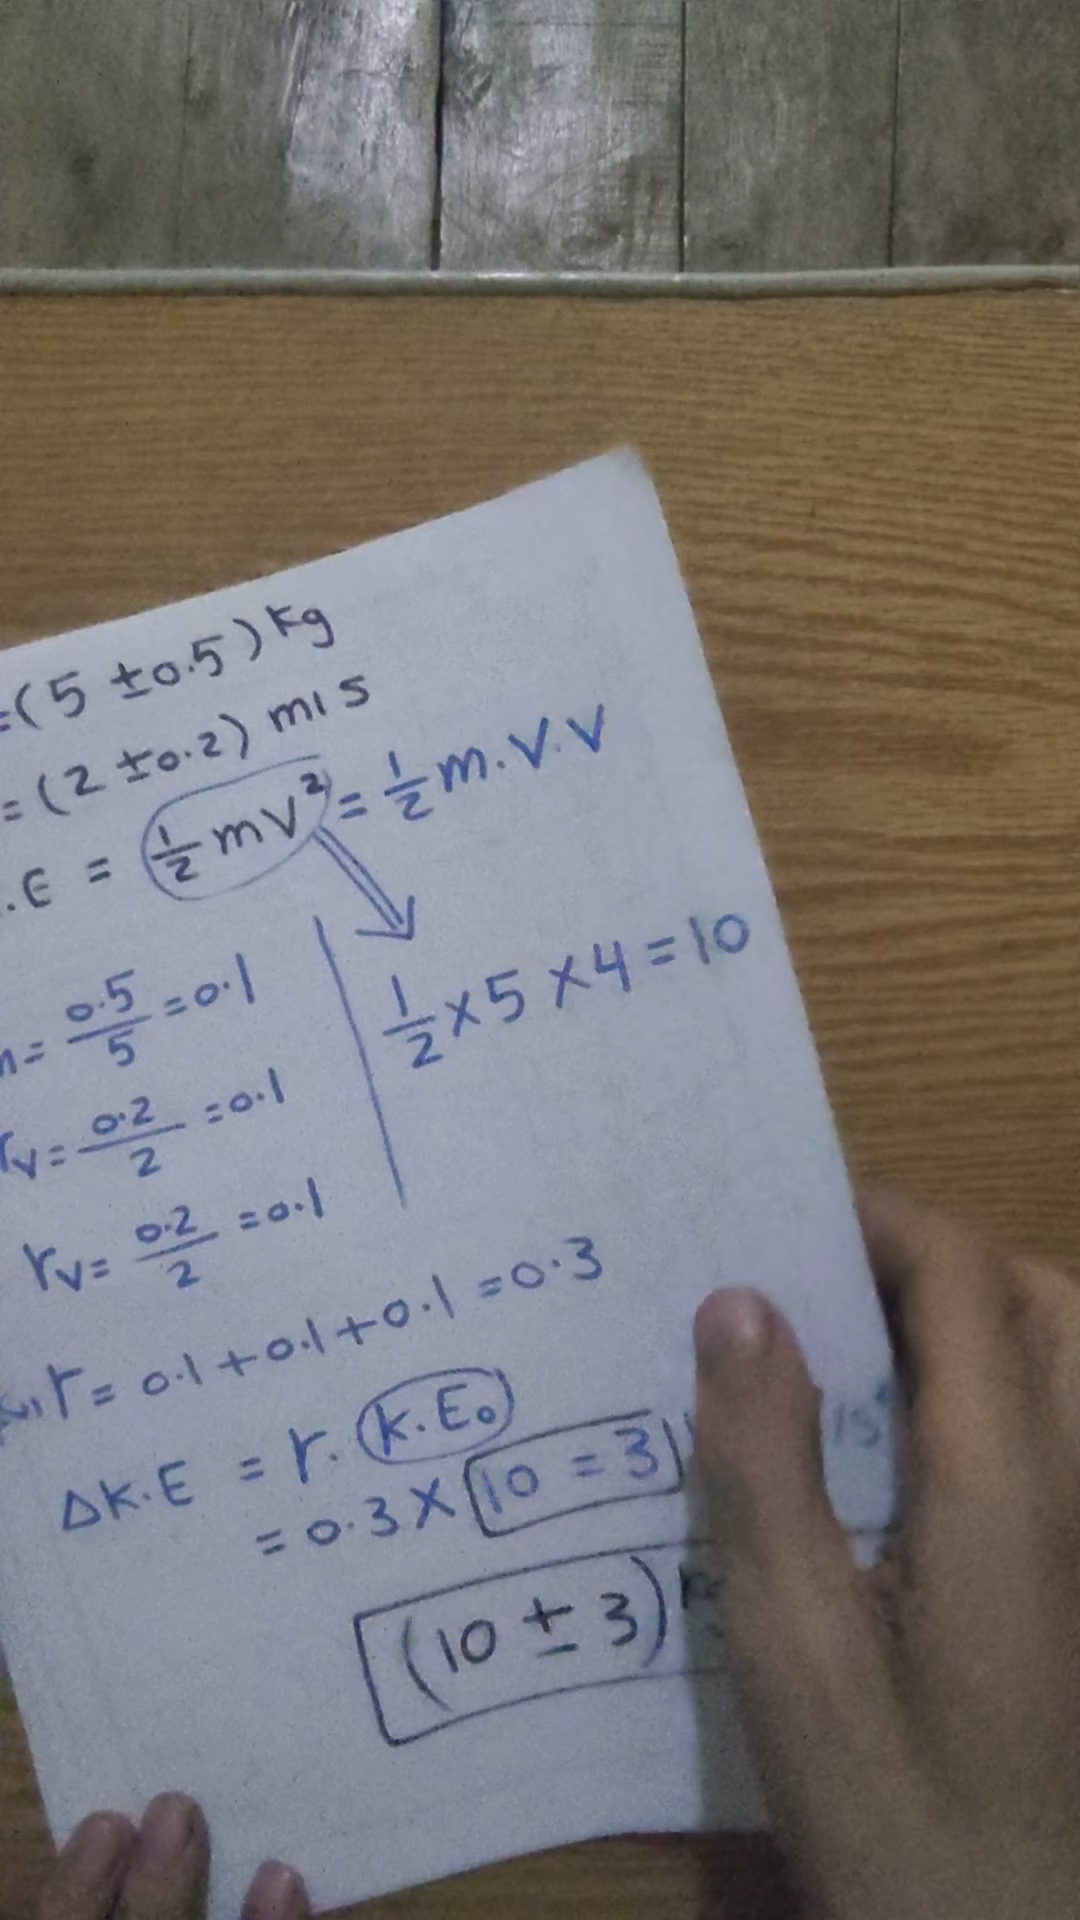 =(5 ±0.5) Kg
=(2 ±0.2) m/s
.E = 1/2 mV² = 1/2 m.V.V
1/2 ×5 ×4 = 10
= 0.5/5 = 0.1
rv = 0.2/2 = 0.1
rv = 0.2/2 = 0.1
r = 0.1+0.1+0.1 = 0.3
ΔK.E = r. K.E₀
= 0.3 × 10 = 3
(10 ± 3)